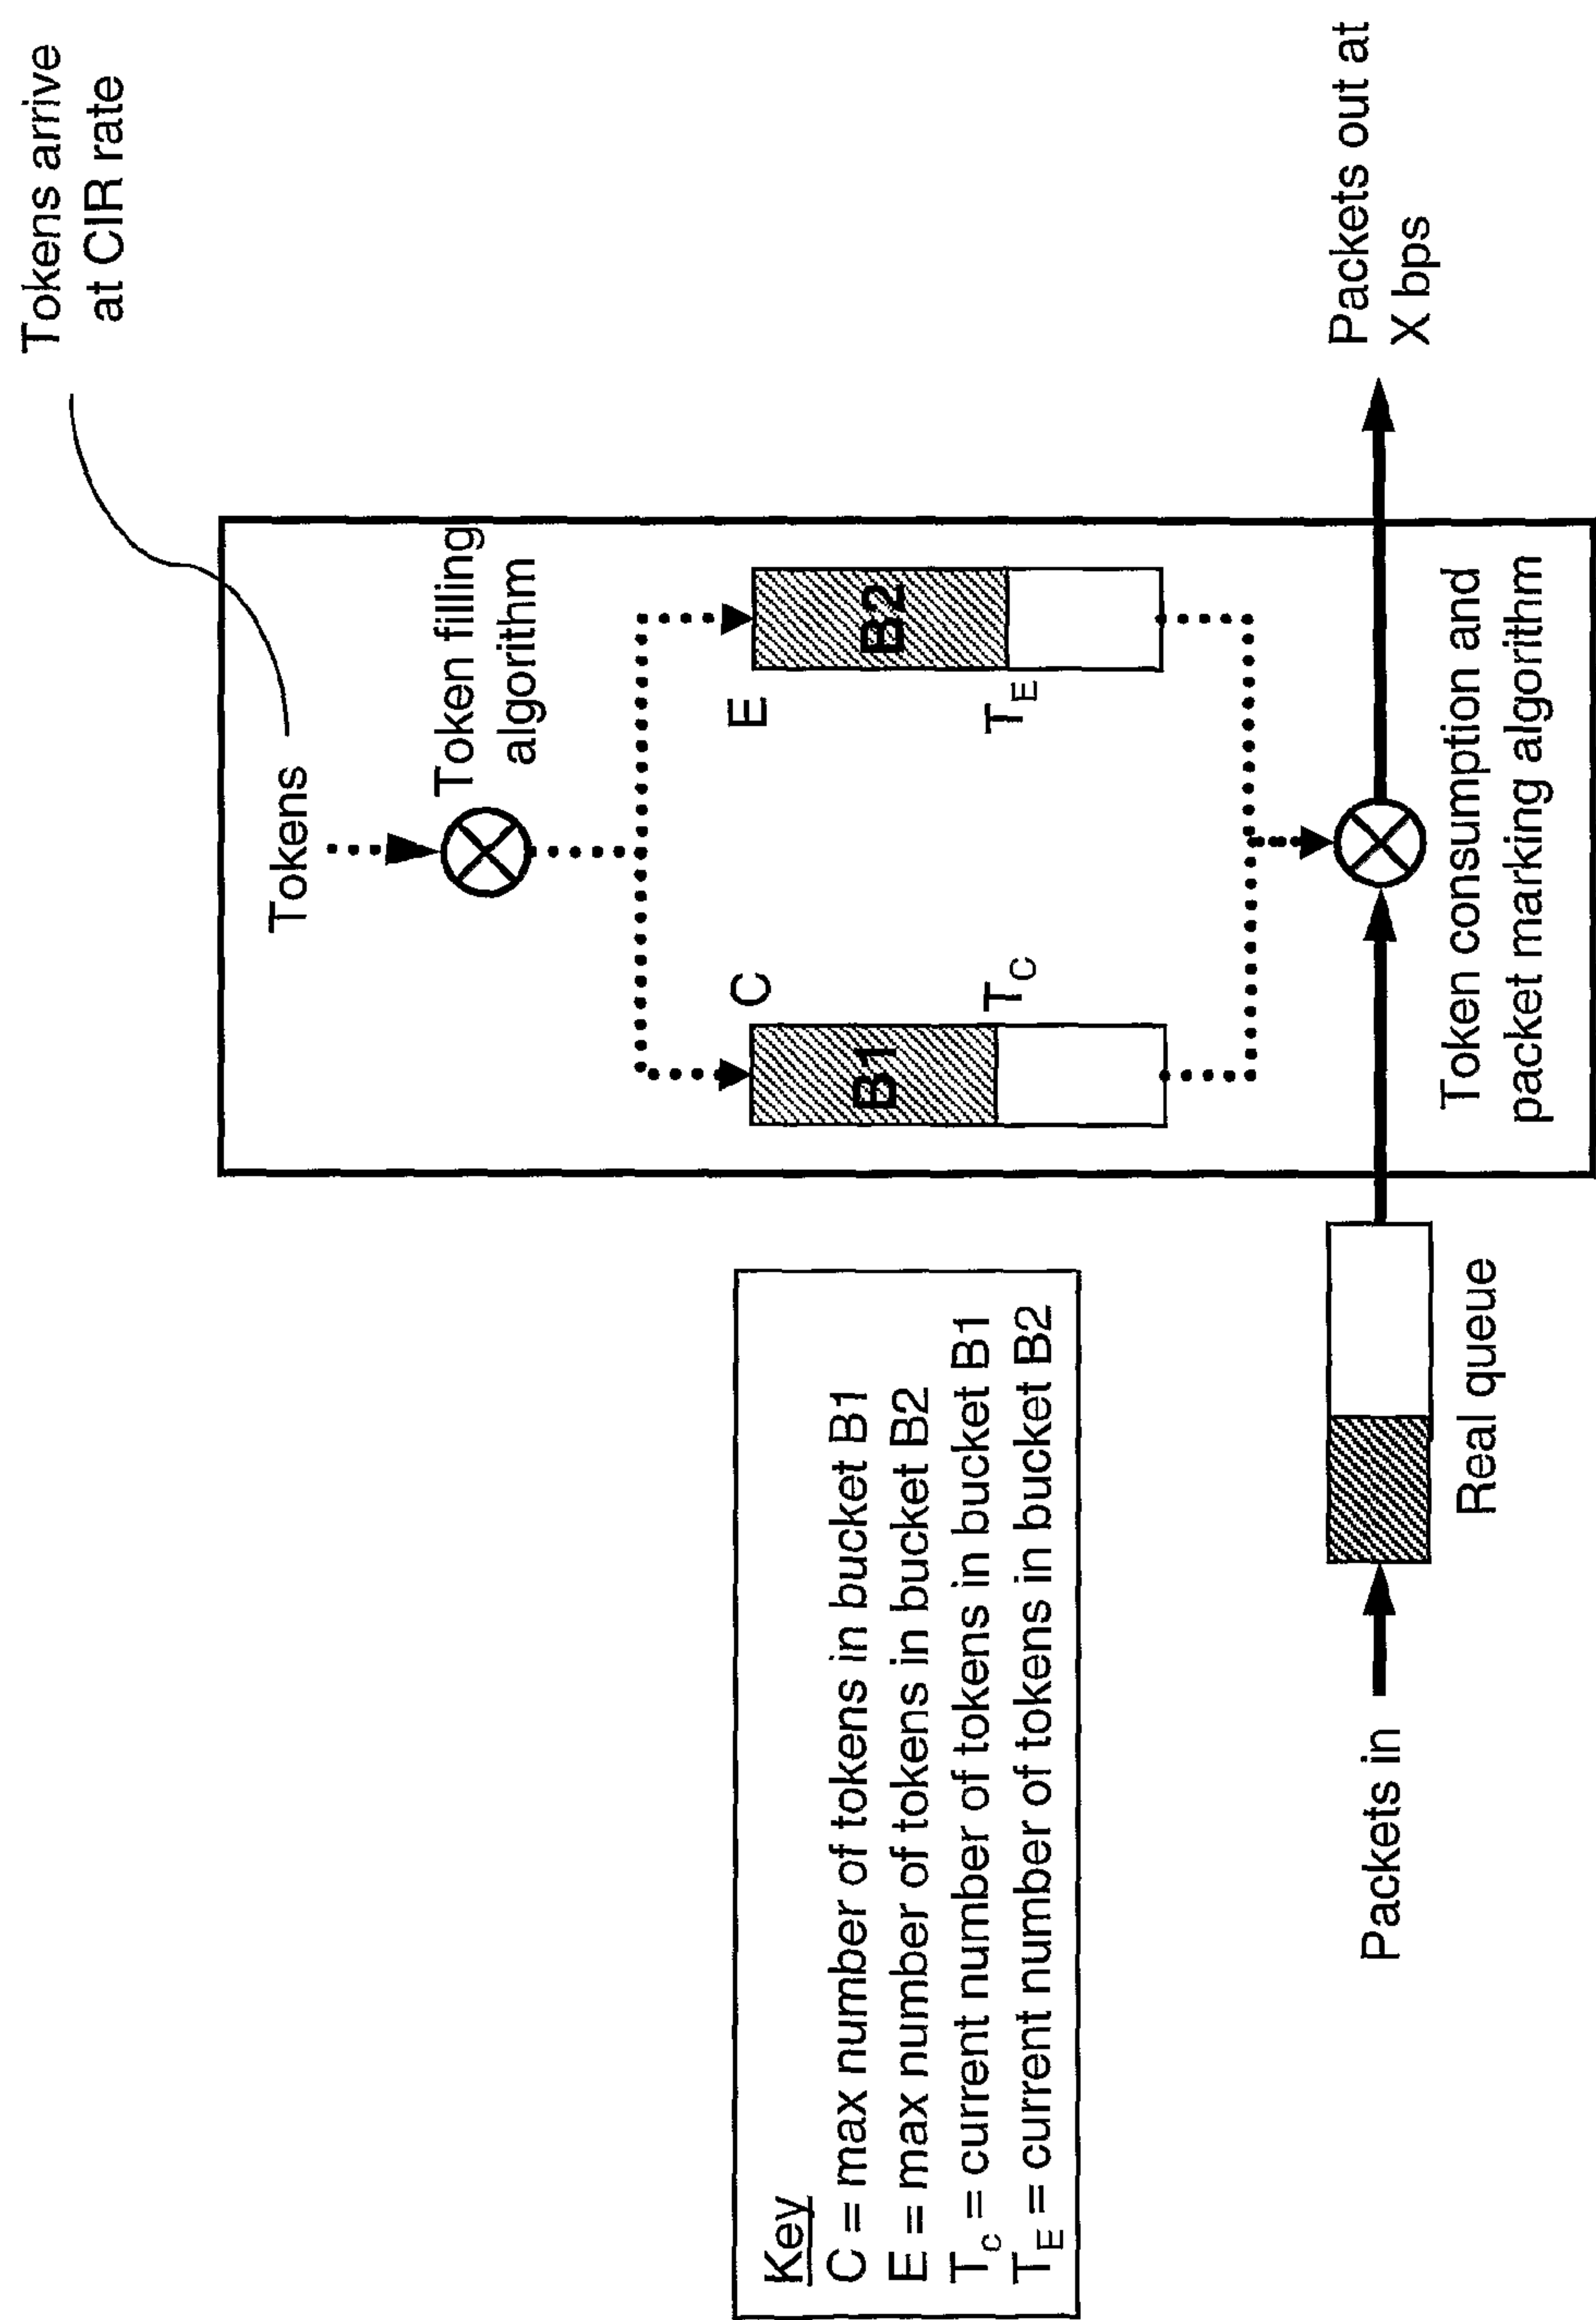 Tokens arrive
at CIR rate
Tokens
Token filling
algorithm
C
E
B1
B2
T_C
T_E
Key
C = max number of tokens in bucket B1
E = max number of tokens in bucket B2
T_c = current number of tokens in bucket B1
T_E = current number of tokens in bucket B2
Packets in
Real queue
Token consumption and
packet marking algorithm
Packets out at
X bps